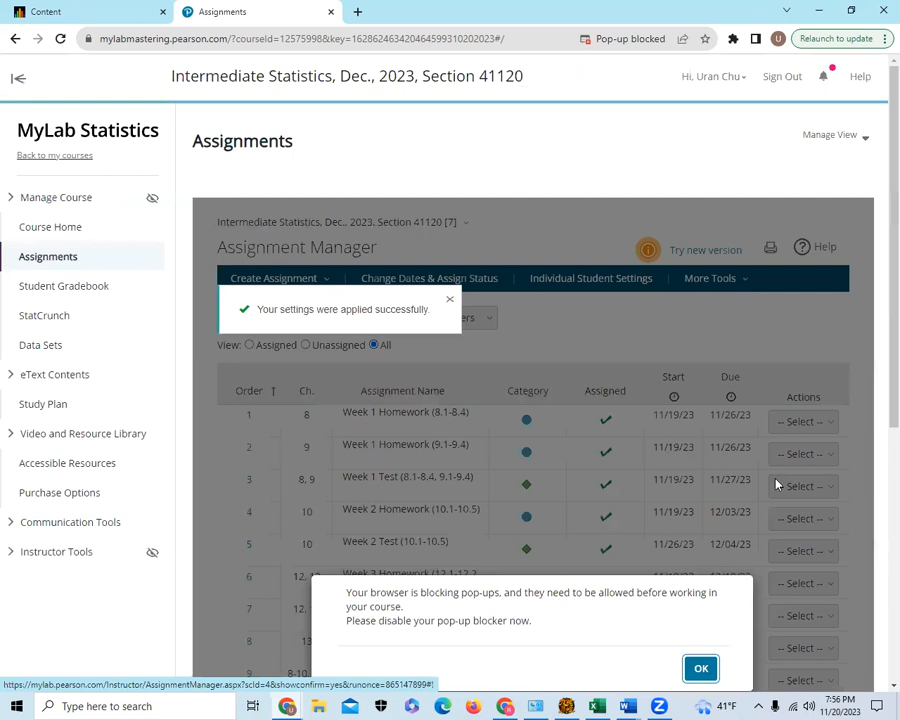 Content
Assignments
mylabmastering.pearson.com/?courseId=12575998&key=162862463420464599310202023#/
Pop-up blocked
U
Relaunch to update
Intermediate Statistics, Dec., 2023, Section 41120
Hi, Uran Chu
Sign Out
Help
MyLab Statistics
Back to my courses
Manage Course
Course Home
Assignments
Student Gradebook
StatCrunch
Data Sets
eText Contents
Study Plan
Video and Resource Library
Accessible Resources
Purchase Options
Communication Tools
Instructor Tools
Assignments
Manage View
Intermediate Statistics, Dec., 2023, Section 41120 [7]
Assignment Manager
Try new version
Help
Create Assignment
Change Dates & Assign Status
Individual Student Settings
More Tools
Your settings were applied successfully.
ers
View: Assigned Unassigned All
Order Ch. Assignment Name Category Assigned Start Due Actions
1 8 Week 1 Homework (8.1-8.4) 11/19/23 11/26/23 -- Select --
2 9 Week 1 Homework (9.1-9.4) 11/19/23 11/26/23 -- Select --
3 8, 9 Week 1 Test (8.1-8.4, 9.1-9.4) 11/19/23 11/27/23 -- Select --
4 10 Week 2 Homework (10.1-10.5) 11/19/23 12/03/23 -- Select --
5 10 Week 2 Test (10.1-10.5) 11/26/23 12/04/23 -- Select --
6 12, -- Select --
7 12, -- Select --
8 13 -- Select --
9 8-10, -- Select --
Your browser is blocking pop-ups, and they need to be allowed before working in
your course.
Please disable your pop-up blocker now.
OK
https://mylab.pearson.com/Instructor/AssignmentManager.aspx?scId=4&showconfirm=yes&runonce=865147899#!
Type here to search
41°F
7:56 PM
11/20/2023